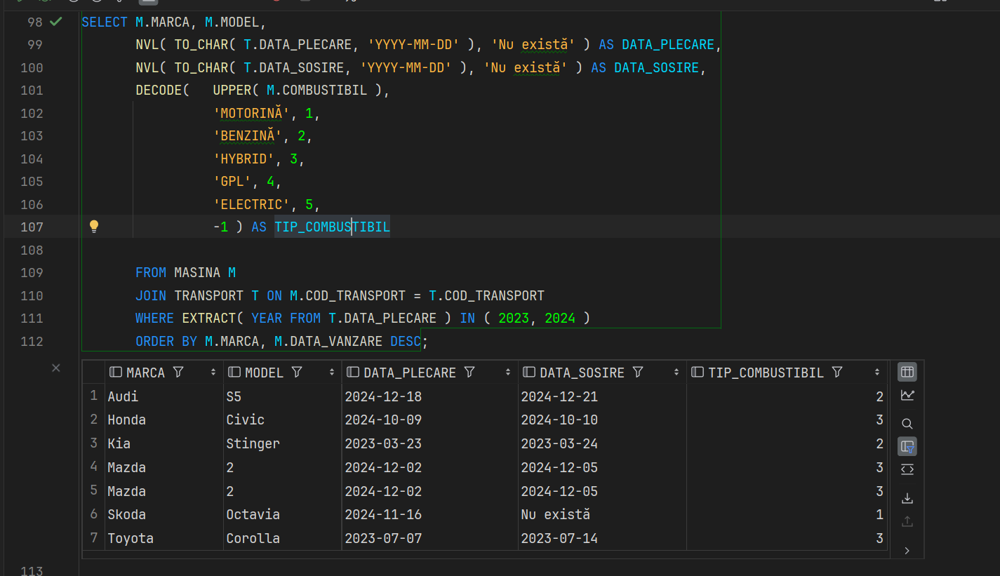 98 SELECT M.MARCA, M.MODEL,
99 NVL( TO_CHAR( T.DATA_PLECARE, 'YYYY-MM-DD' ), 'Nu există' ) AS DATA_PLECARE,
100 NVL( TO_CHAR( T.DATA_SOSIRE, 'YYYY-MM-DD' ), 'Nu există' ) AS DATA_SOSIRE,
101 DECODE( UPPER( M.COMBUSTIBIL ),
102 'MOTORINĂ', 1,
103 'BENZINĂ', 2,
104 'HYBRID', 3,
105 'GPL', 4,
106 'ELECTRIC', 5,
107 -1 ) AS TIP_COMBUSTIBIL
108
109 FROM MASINA M
110 JOIN TRANSPORT T ON M.COD_TRANSPORT = T.COD_TRANSPORT
111 WHERE EXTRACT( YEAR FROM T.DATA_PLECARE ) IN ( 2023, 2024 )
112 ORDER BY M.MARCA, M.DATA_VANZARE DESC;
MARCA MODEL DATA_PLECARE DATA_SOSIRE TIP_COMBUSTIBIL
1 Audi S5 2024-12-18 2024-12-21 2
2 Honda Civic 2024-10-09 2024-10-10 3
3 Kia Stinger 2023-03-23 2023-03-24 2
4 Mazda 2 2024-12-02 2024-12-05 3
5 Mazda 2 2024-12-02 2024-12-05 3
6 Skoda Octavia 2024-11-16 Nu există 1
7 Toyota Corolla 2023-07-07 2023-07-14 3
113